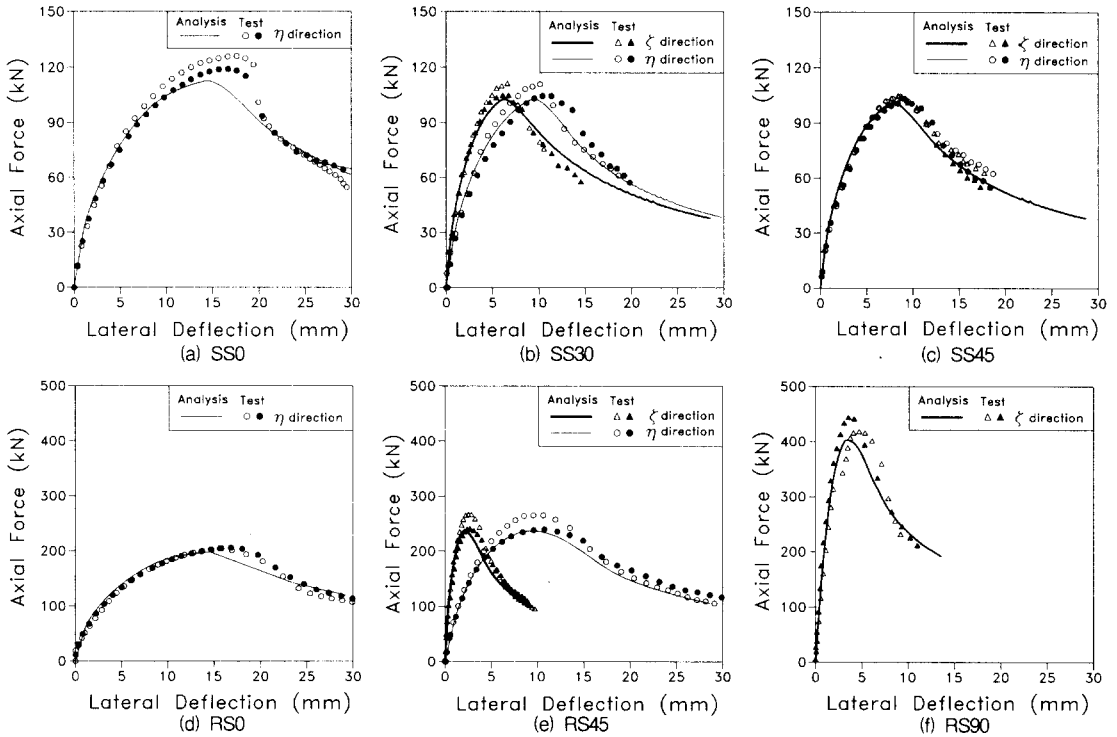 Analysis Test
η direction
150
120
90
60
30
0
Axial Force (kN)
0 5 10 15 20 25 30
Lateral Deflection (mm)
(a) SS0
Analysis Test
ζ direction
η direction
150
120
90
60
30
0
Axial Force (kN)
0 5 10 15 20 25 30
Lateral Deflection (mm)
(b) SS30
Analysis Test
ζ direction
η direction
150
120
90
60
30
0
Axial Force (kN)
0 5 10 15 20 25 30
Lateral Deflection (mm)
(c) SS45
Analysis Test
η direction
500
400
300
200
100
0
Axial Force (kN)
0 5 10 15 20 25 30
Lateral Deflection (mm)
(d) RS0
Analysis Test
ζ direction
η direction
500
400
300
200
100
0
Axial Force (kN)
0 5 10 15 20 25 30
Lateral Deflection (mm)
(e) RS45
Analysis Test
ζ direction
500
400
300
200
100
0
Axial Force (kN)
0 5 10 15 20 25 30
Lateral Deflection (mm)
(f) RS90